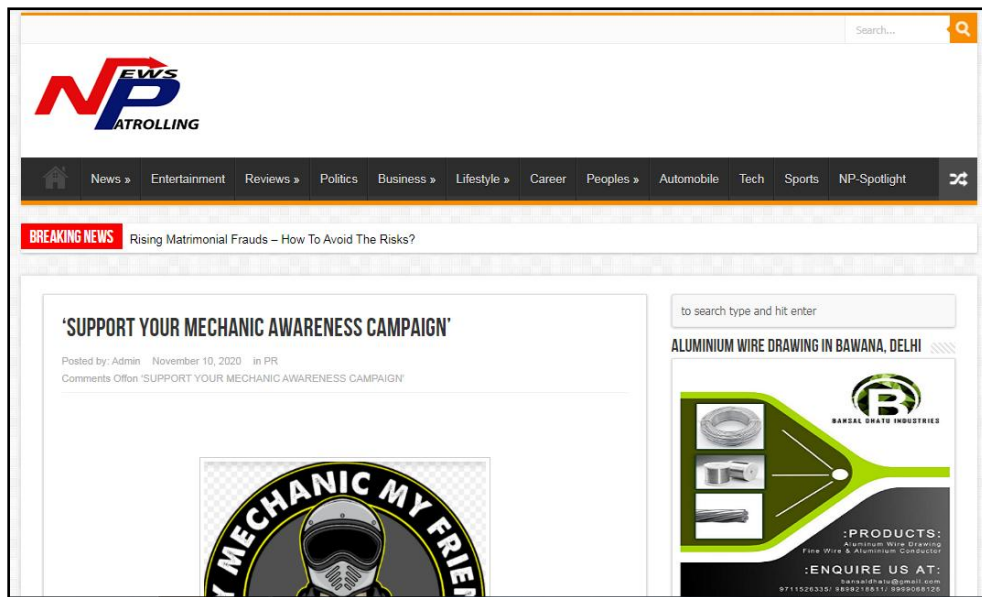 Search...
NEWS
PATROLLING
News » Entertainment Reviews » Politics Business » Lifestyle » Career Peoples » Automobile Tech Sports NP-Spotlight
BREAKING NEWS Rising Matrimonial Frauds – How To Avoid The Risks?
‘SUPPORT YOUR MECHANIC AWARENESS CAMPAIGN’
Posted by: Admin November 10, 2020 in PR
Comments Offon ‘SUPPORT YOUR MECHANIC AWARENESS CAMPAIGN’
MY MECHANIC MY FRIEN
to search type and hit enter
ALUMINIUM WIRE DRAWING IN BAWANA, DELHI
B
BANSAL DHATU INDUSTRIES
:PRODUCTS:
Aluminum Wire Drawing
Fine Wire & Aluminium Conductor
:ENQUIRE US AT:
bansaldhatu@gmail.com
9711526335/ 9899218811/ 9999068126